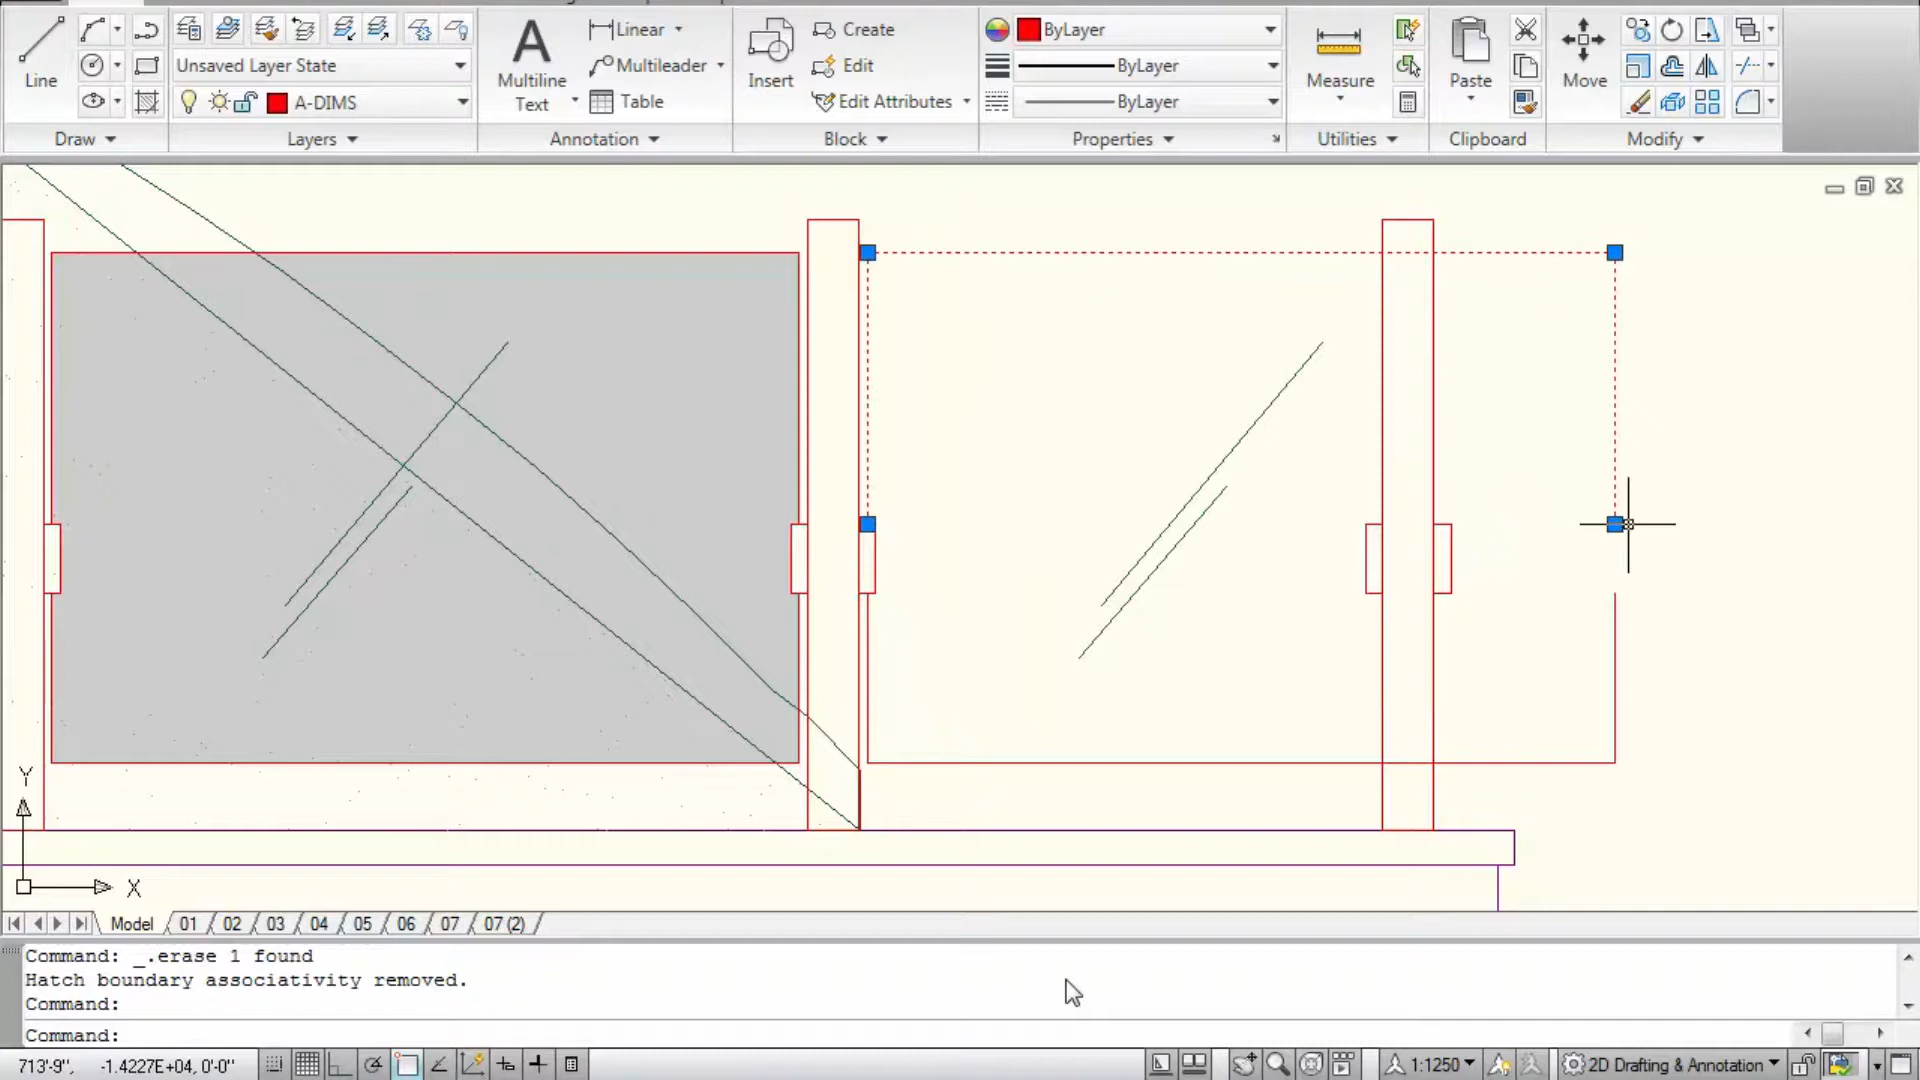 Line
Unsaved Layer State
A-DIMS
Draw
Layers
Multiline
Text
Linear
Multileader
Table
Annotation
Insert
Create
Edit
Edit Attributes
Block
ByLayer
ByLayer
ByLayer
Properties
Measure
Utilities
Paste
Clipboard
Move
Modify
Y
X
Model 01 02 03 04 05 06 07 07 (2)
Command: _.erase 1 found
Hatch boundary associativity removed.
Command:
Command:
713'-9", -1.4227E+04, 0'-0"
1:1250
2D Drafting & Annotation